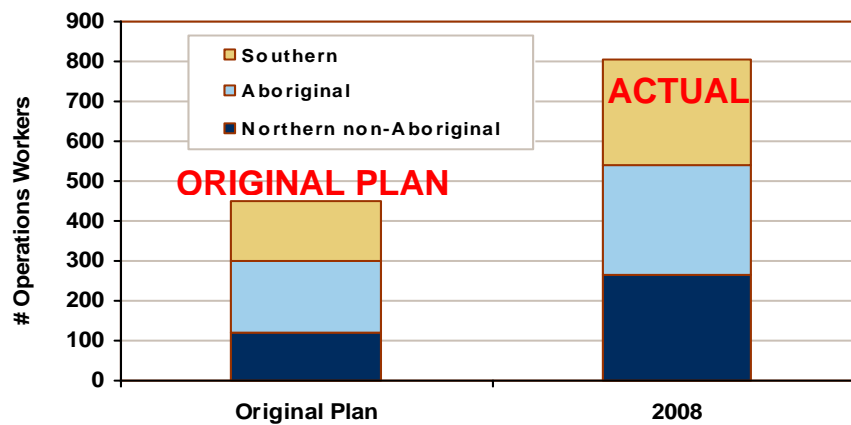 900
800
700
600
500
400
300
200
100
0
# Operations Workers
Southern
Aboriginal
Northern non-Aboriginal
ORIGINAL PLAN
ACTUAL
Original Plan
2008